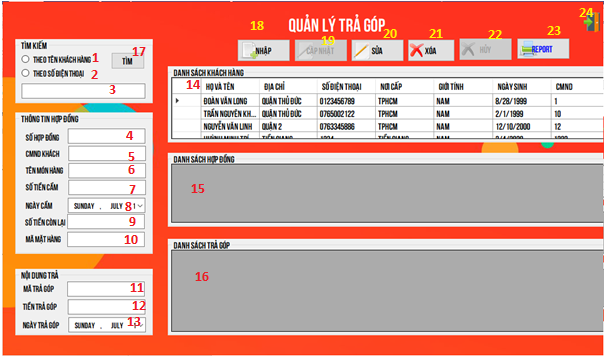 QUẢN LÝ TRẢ GÓP
18 19 20 21 22 23 24
NHẬP CẬP NHẬT SỬA XÓA HỦY REPORT
TÌM KIẾM
THEO TÊN KHÁCH HÀNG 1
THEO SỐ ĐIỆN THOẠI 2
TÌM 17
3
THÔNG TIN HỢP ĐỒNG
SỐ HỢP ĐỒNG 4
CMND KHÁCH 5
TÊN MÓN HÀNG 6
SỐ TIỀN CẦM 7
NGÀY CẦM SUNDAY , JULY 8 1
SỐ TIỀN CÒN LẠI 9
MÃ MẶT HÀNG 10
NỘI DUNG TRẢ
MÃ TRẢ GÓP 11
TIỀN TRẢ GÓP 12
NGÀY TRẢ GÓP SUNDAY , JULY 13
DANH SÁCH KHÁCH HÀNG
14 HỌ VÀ TÊN ĐỊA CHỈ SỐ ĐIỆN THOẠI NƠI CẤP GIỚI TÍNH NGÀY SINH CMND
ĐOÀN VĂN LONG QUẬN THỦ ĐỨC 0123456789 TPHCM NAM 8/28/1999 1
TRẦN NGUYÊN KH... QUẬN THỦ ĐỨC 0765002122 TPHCM NAM 2/1/1999 10
NGUYỄN VĂN LINH QUẬN 2 0763345886 TPHCM NAM 12/10/2000 12
DANH SÁCH HỢP ĐỒNG
15
DANH SÁCH TRẢ GÓP
16